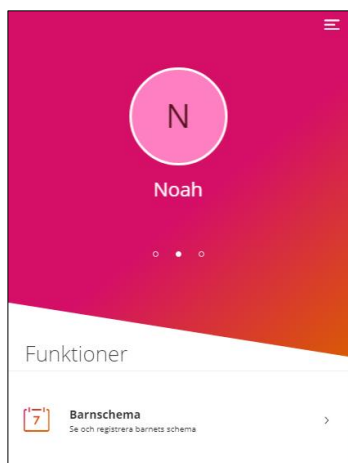 N
Noah
Funktioner
7
Barnschema
Se och registrera barnets schema